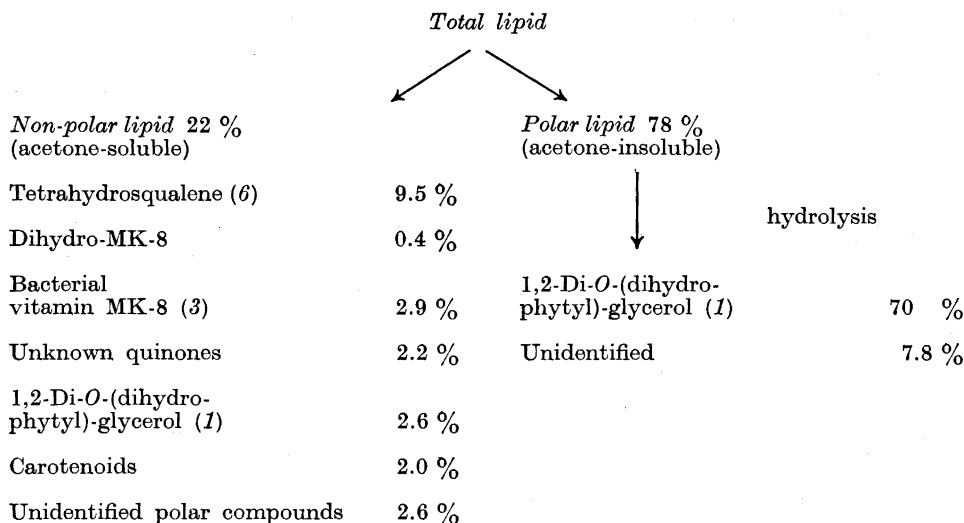 Total lipid
Non-polar lipid 22 %
(acetone-soluble)
Tetrahydrosqualene (6) 9.5 %
Dihydro-MK-8 0.4 %
Bacterial
vitamin MK-8 (3) 2.9 %
Unknown quinones 2.2 %
1,2-Di-O-(dihydro-
phytyl)-glycerol (1) 2.6 %
Carotenoids 2.0 %
Unidentified polar compounds 2.6 %
Polar lipid 78 %
(acetone-insoluble)
hydrolysis
1,2-Di-O-(dihydro-
phytyl)-glycerol (1) 70 %
Unidentified 7.8 %